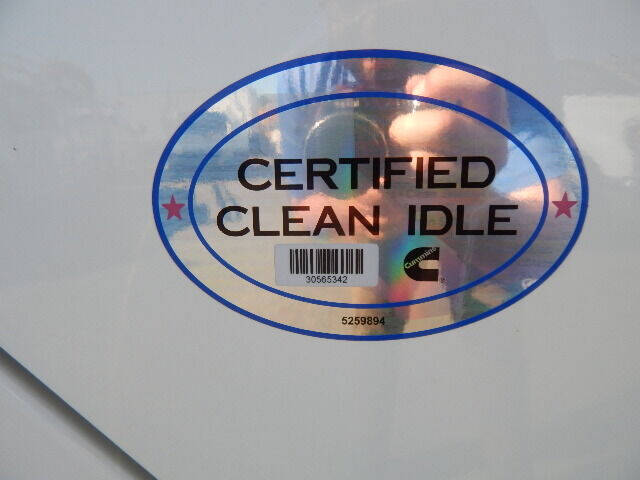 CERTIFIED
CLEAN IDLE
30565342
Cummins
5259894